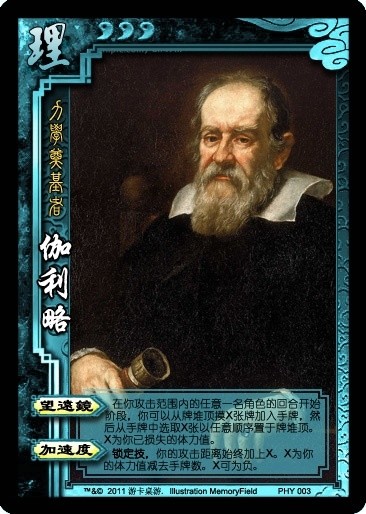 理
力學奠基者
伽利略
望遠鏡
在你攻击范围内的任意一名角色的回合开始
阶段，你可以从牌堆顶摸X张牌加入手牌，然
后从手牌中选取X张以任意顺序置于牌堆顶。
X为你已损失的体力值。
加速度
锁定技，你的攻击距离始终加上X。X为
你的体力值减去手牌数。X可为负。
™&© 2011 游卡桌游. Illustration MemoryField PHY 003